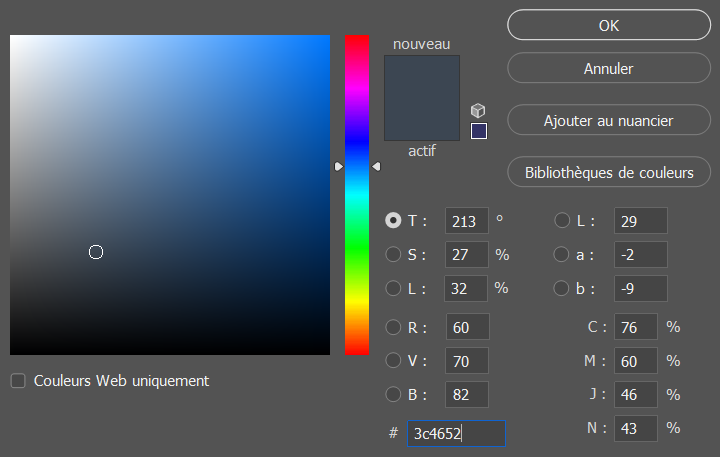 nouveau
actif
OK
Annuler
Ajouter au nuancier
Bibliothèques de couleurs
T : 213 °
S : 27 %
L : 32 %
R : 60
V : 70
B : 82
# 3c4652
L : 29
a : -2
b : -9
C : 76 %
M : 60 %
J : 46 %
N : 43 %
Couleurs Web uniquement